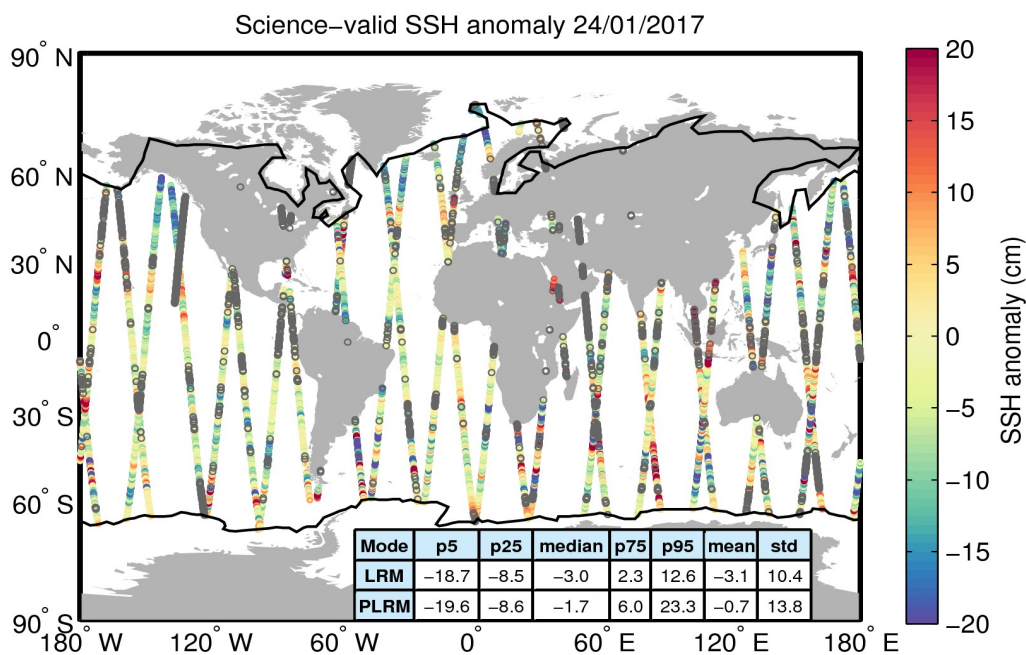 Science−valid SSH anomaly 24/01/2017
90° N
60° N
30° N
0°
30° S
60° S
90° S
180° W
120° W
60° W
0°
60° E
120° E
180° E
Mode p5 p25 median p75 p95 mean std
LRM −18.7 −8.5 −3.0 2.3 12.6 −3.1 10.4
PLRM −19.6 −8.6 −1.7 6.0 23.3 −0.7 13.8
20
15
10
5
0
−5
−10
−15
−20
SSH anomaly (cm)